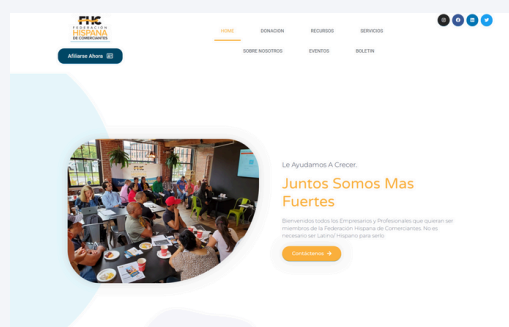 FHC
FEDERACIÓN
HISPANA
DE COMERCIANTES
Afiliarse Ahora
HOME DONACION RECURSOS SERVICIOS
SOBRE NOSOTROS EVENTOS BOLETIN
Le Ayudamos A Crecer.
Juntos Somos Mas
Fuertes
Bienvenidos todos los Empresarios y Profesionales que quieren ser
miembros de la Federación Hispana de Comerciantes. No es
necesario ser Latino/ Hispano para serlo.
Contáctenos